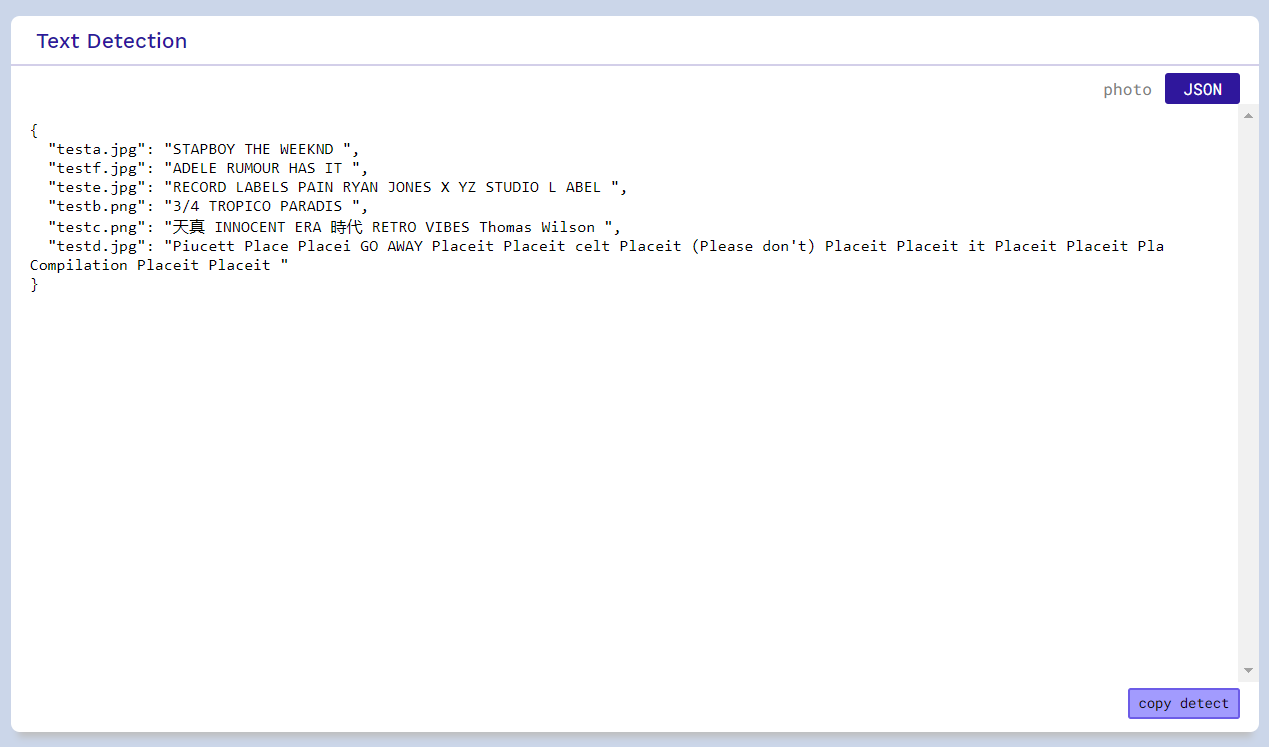 Text Detection
photo JSON
{
"testa.jpg": "STAPBOY THE WEEKND ",
"testf.jpg": "ADELE RUMOUR HAS IT ",
"teste.jpg": "RECORD LABELS PAIN RYAN JONES X YZ STUDIO L ABEL ",
"testb.png": "3/4 TROPICO PARADIS ",
"testc.png": "天真 INNOCENT ERA 時代 RETRO VIBES Thomas Wilson ",
"testd.jpg": "Piucett Place Placei GO AWAY Placeit Placeit celt Placeit (Please don't) Placeit Placeit it Placeit Placeit Pla
Compilation Placeit Placeit "
}
copy detect